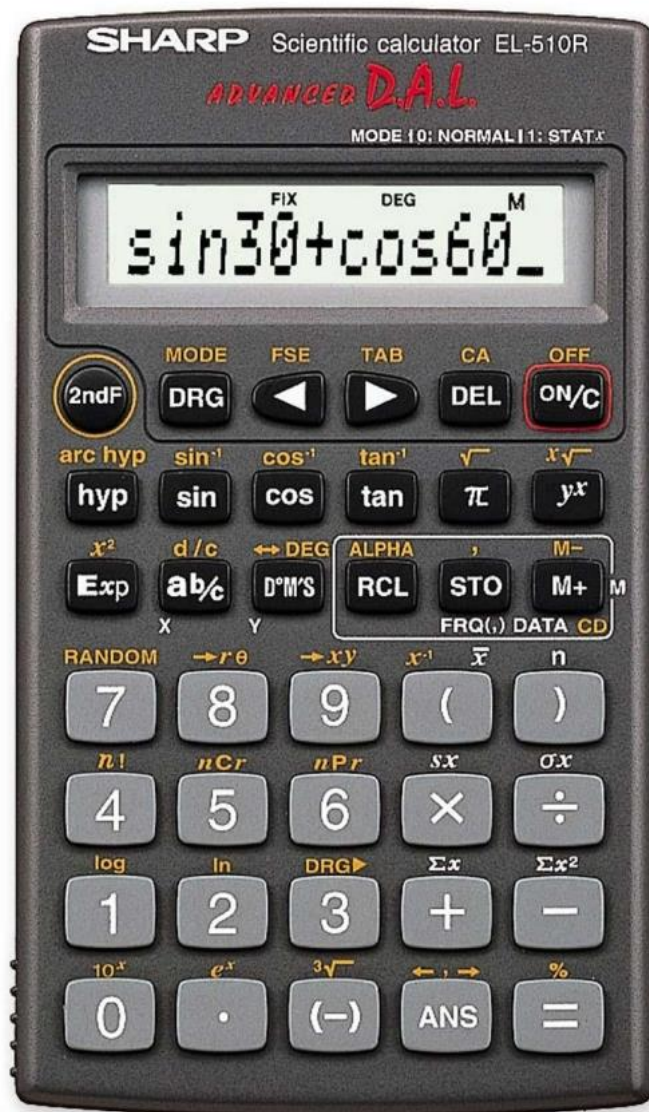 SHARP Scientific calculator EL-510R
ADVANCED D.A.L.
MODE (0: NORMAL 1: STATx
FIX DEG M
sin30+cos60_
MODE FSE TAB CA OFF
2ndF DRG ◀ ▶ DEL ON/C
arc hyp sin⁻¹ cos⁻¹ tan⁻¹ √ x√
hyp sin cos tan π yˣ
x² d/c ↔DEG ALPHA , M−
Exp ab/c D°M'S RCL STO M+ M
X Y FRQ(,) DATA CD
RANDOM →rθ →xy x⁻¹ x̄ n
7 8 9 ( )
n! nCr nPr sx σx
4 5 6 × ÷
log ln DRG▶ Σx Σx²
1 2 3 + −
10ˣ eˣ ³√ ←,→ %
0 · (−) ANS =